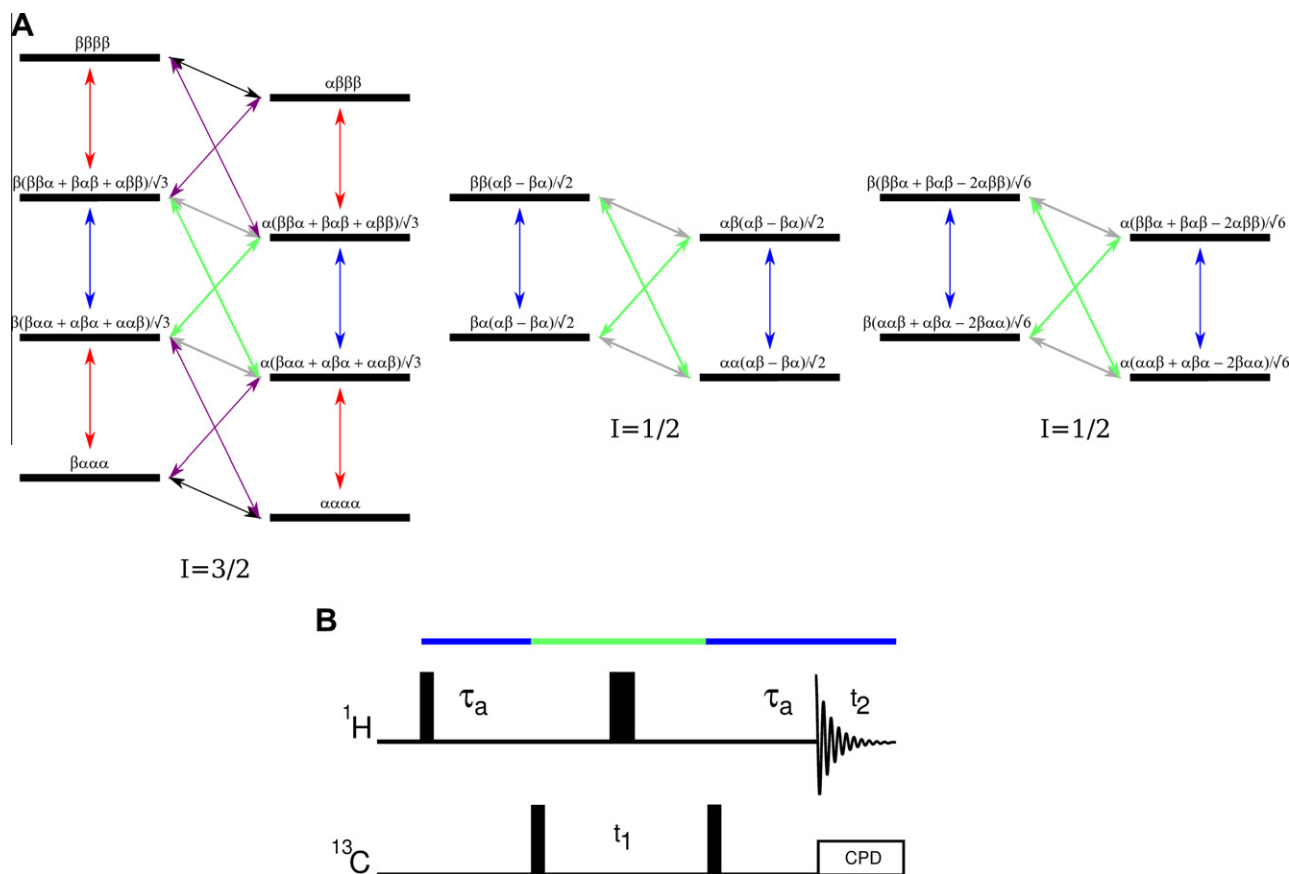 A
ββββ
αβββ
β(ββα + βαβ + αββ)/√3
α(ββα + βαβ + αββ)/√3
β(βαα + αβα + ααβ)/√3
α(βαα + αβα + ααβ)/√3
βααα
αααα
I=3/2
ββ(αβ − βα)/√2
αβ(αβ − βα)/√2
βα(αβ − βα)/√2
αα(αβ − βα)/√2
I=1/2
β(ββα + βαβ − 2αββ)/√6
α(ββα + βαβ − 2αββ)/√6
β(ααβ + αβα − 2βαα)/√6
α(ααβ + αβα − 2βαα)/√6
I=1/2
B
¹H
τₐ
τₐ
t₂
¹³C
t₁
CPD